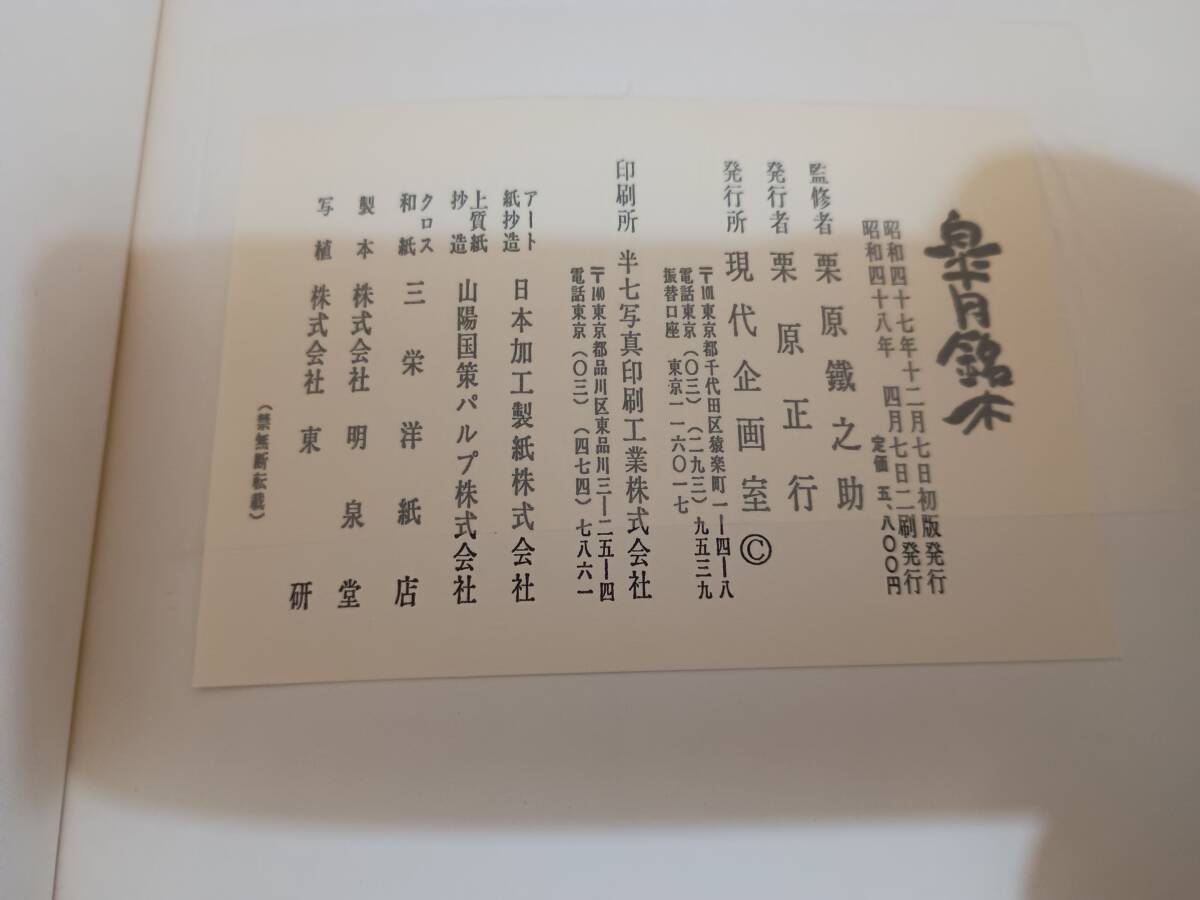 皐月銘木
昭和四十七年十二月七日初版発行
昭和四十八年 四月七日二刷発行
定価 五、八〇〇円
監修者 栗原鐵之助
発行者 栗原正行
発行所 現代企画室 ©
〒101東京都千代田区猿楽町一—四—八
電話東京（〇三）（二九三）九五三九
振替口座 東京一一六〇一七
印刷所 半七写真印刷工業株式会社
〒140東京都品川区東品川三—二五—四
電話東京（〇三）（四七四）七八六一
アート紙抄造 日本加工製紙株式会社
上質紙抄造 山陽国策パルプ株式会社
クロス和紙 三栄洋紙店
製本 株式会社 明泉堂
写植 株式会社 東研
（禁無断転載）